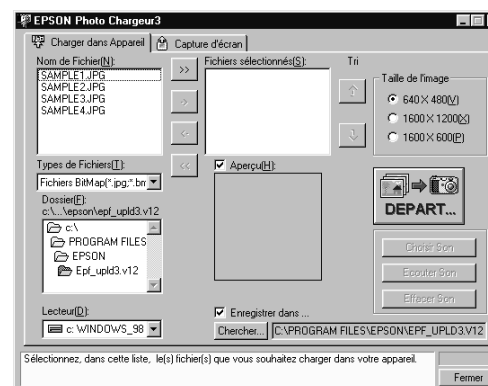 EPSON Photo Chargeur3
Charger dans Appareil
Capture d'écran
Nom de Fichier(N):
SAMPLE1.JPG
SAMPLE2.JPG
SAMPLE3.JPG
SAMPLE4.JPG
>>
>
<
<<
Fichiers sélectionnés(S):
Tri
Taille de l'image
640 X 480(V)
1600 X 1200(X)
1600 X 600(P)
Types de Fichiers(T):
Fichiers BitMap(*.jpg;*.bm
Dossier(F):
c:\...\epson\epf_upld3.v12
c:\
PROGRAM FILES
EPSON
Epf_upld3.v12
Lecteur(D):
c: WINDOWS_98
Aperçu(H):
DEPART...
Choisir Son
Ecouter Son
Effacer Son
Enregistrer dans ...
Chercher...
C:\PROGRAM FILES\EPSON\EPF_UPLD3.V12
Sélectionnez, dans cette liste, le(s) fichier(s) que vous souhaitez charger dans votre appareil.
Fermer